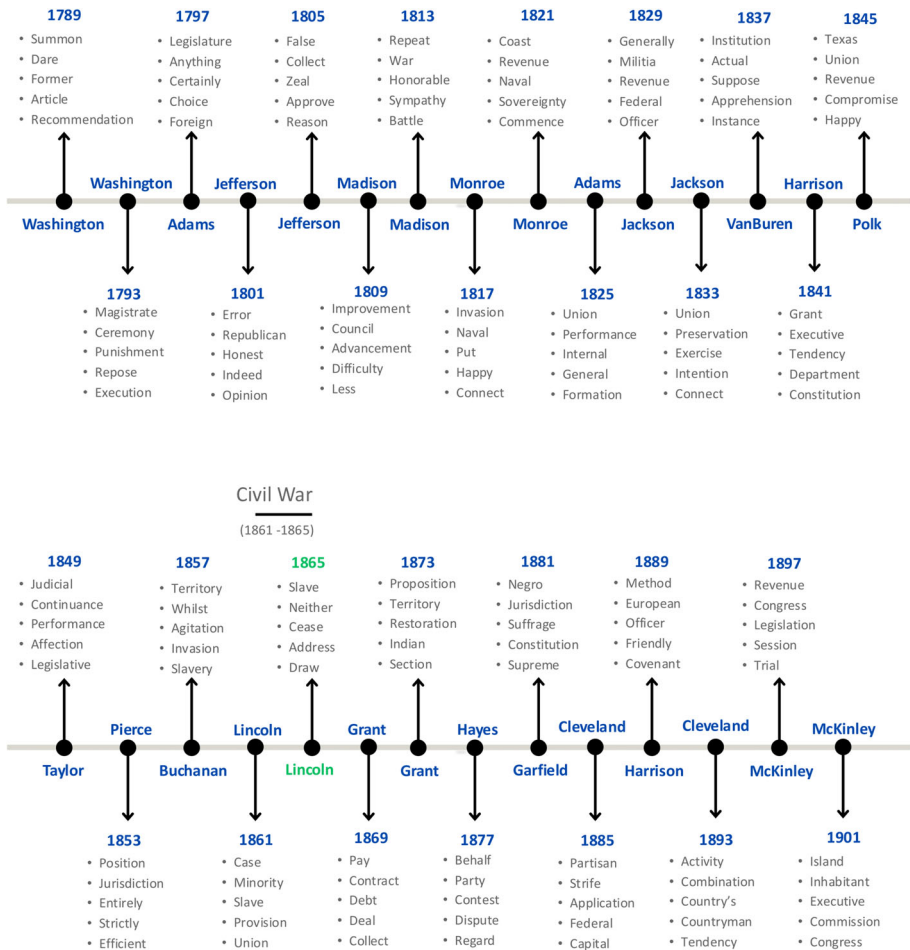 1789
• Summon
• Dare
• Former
• Article
• Recommendation
1797
• Legislature
• Anything
• Certainly
• Choice
• Foreign
1805
• False
• Collect
• Zeal
• Approve
• Reason
1813
• Repeat
• War
• Honorable
• Sympathy
• Battle
1821
• Coast
• Revenue
• Naval
• Sovereignty
• Commence
1829
• Generally
• Militia
• Revenue
• Federal
• Officer
1837
• Institution
• Actual
• Suppose
• Apprehension
• Instance
1845
• Texas
• Union
• Revenue
• Compromise
• Happy
Washington
Washington
Adams
Jefferson
Jefferson
Madison
Madison
Monroe
Monroe
Adams
Jackson
Jackson
VanBuren
Harrison
Polk
1793
• Magistrate
• Ceremony
• Punishment
• Repose
• Execution
1801
• Error
• Republican
• Honest
• Indeed
• Opinion
1809
• Improvement
• Council
• Advancement
• Difficulty
• Less
1817
• Invasion
• Naval
• Put
• Happy
• Connect
1825
• Union
• Performance
• Internal
• General
• Formation
1833
• Union
• Preservation
• Exercise
• Intention
• Connect
1841
• Grant
• Executive
• Tendency
• Department
• Constitution
Civil War
(1861 -1865)
1849
• Judicial
• Continuance
• Performance
• Affection
• Legislative
1857
• Territory
• Whilst
• Agitation
• Invasion
• Slavery
1865
• Slave
• Neither
• Cease
• Address
• Draw
1873
• Proposition
• Territory
• Restoration
• Indian
• Section
1881
• Negro
• Jurisdiction
• Suffrage
• Constitution
• Supreme
1889
• Method
• European
• Officer
• Friendly
• Covenant
1897
• Revenue
• Congress
• Legislation
• Session
• Trial
Taylor
Pierce
Buchanan
Lincoln
Lincoln
Grant
Grant
Hayes
Garfield
Cleveland
Harrison
Cleveland
McKinley
McKinley
1853
• Position
• Jurisdiction
• Entirely
• Strictly
• Efficient
1861
• Case
• Minority
• Slave
• Provision
• Union
1869
• Pay
• Contract
• Debt
• Deal
• Collect
1877
• Behalf
• Party
• Contest
• Dispute
• Regard
1885
• Partisan
• Strife
• Application
• Federal
• Capital
1893
• Activity
• Combination
• Country's
• Countryman
• Tendency
1901
• Island
• Inhabitant
• Executive
• Commission
• Congress